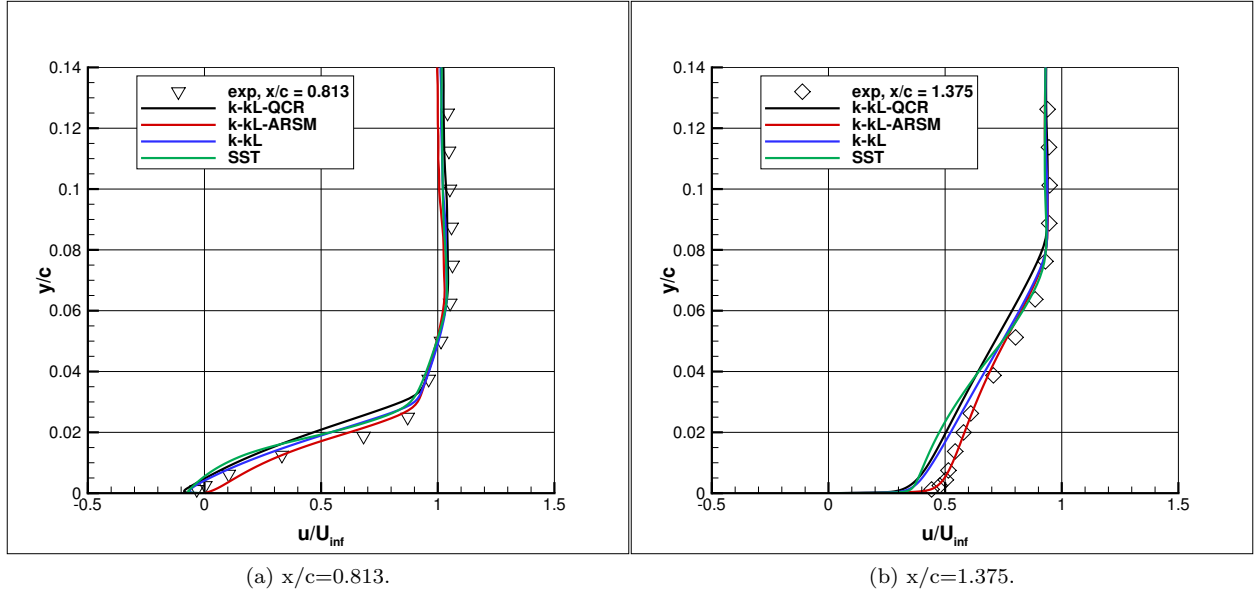 0.14
0.12
0.1
0.08
0.06
0.04
0.02
0
y/c
-0.5
0
0.5
1
1.5
u/U_inf
exp, x/c = 0.813
k-kL-QCR
k-kL-ARSM
k-kL
SST
(a) x/c=0.813.
0.14
0.12
0.1
0.08
0.06
0.04
0.02
0
y/c
-0.5
0
0.5
1
1.5
u/U_inf
exp, x/c = 1.375
k-kL-QCR
k-kL-ARSM
k-kL
SST
(b) x/c=1.375.